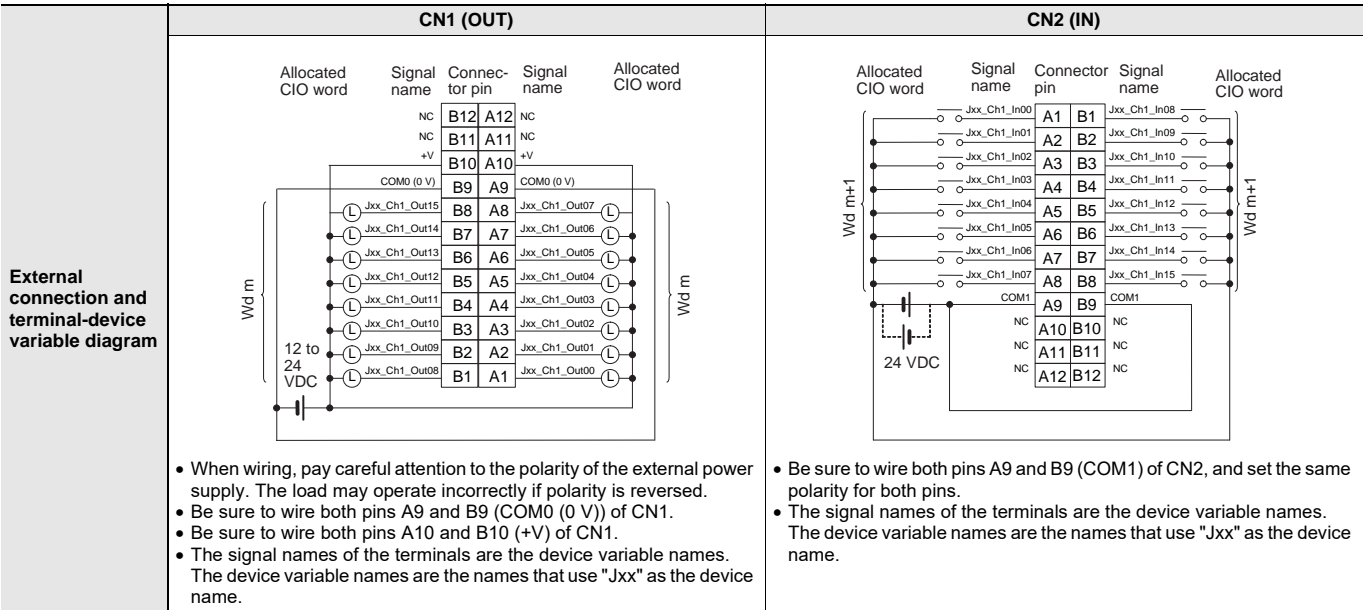 CN1 (OUT)
CN2 (IN)
External
connection and
terminal-device
variable diagram
Allocated
CIO word
Signal
name
Connec-
tor pin
Signal
name
Allocated
CIO word
NC B12 A12 NC
NC B11 A11 NC
+V B10 A10 +V
COM0 (0 V) B9 A9 COM0 (0 V)
Jxx_Ch1_Out15 B8 A8 Jxx_Ch1_Out07
L L
Jxx_Ch1_Out14 B7 A7 Jxx_Ch1_Out06
L L
Jxx_Ch1_Out13 B6 A6 Jxx_Ch1_Out05
L L
Jxx_Ch1_Out12 B5 A5 Jxx_Ch1_Out04
L L
Jxx_Ch1_Out11 B4 A4 Jxx_Ch1_Out03
L L
Jxx_Ch1_Out10 B3 A3 Jxx_Ch1_Out02
L L
Jxx_Ch1_Out09 B2 A2 Jxx_Ch1_Out01
L L
Jxx_Ch1_Out08 B1 A1 Jxx_Ch1_Out00
L L
Wd m
Wd m
12 to
24
VDC
• When wiring, pay careful attention to the polarity of the external power
supply. The load may operate incorrectly if polarity is reversed.
• Be sure to wire both pins A9 and B9 (COM0 (0 V)) of CN1.
• Be sure to wire both pins A10 and B10 (+V) of CN1.
• The signal names of the terminals are the device variable names.
The device variable names are the names that use "Jxx" as the device
name.
Allocated
CIO word
Signal
name
Connector
pin
Signal
name
Allocated
CIO word
Jxx_Ch1_In00 A1 B1 Jxx_Ch1_In08
Jxx_Ch1_In01 A2 B2 Jxx_Ch1_In09
Jxx_Ch1_In02 A3 B3 Jxx_Ch1_In10
Jxx_Ch1_In03 A4 B4 Jxx_Ch1_In11
Jxx_Ch1_In04 A5 B5 Jxx_Ch1_In12
Jxx_Ch1_In05 A6 B6 Jxx_Ch1_In13
Jxx_Ch1_In06 A7 B7 Jxx_Ch1_In14
Jxx_Ch1_In07 A8 B8 Jxx_Ch1_In15
COM1 A9 B9 COM1
NC A10 B10 NC
NC A11 B11 NC
NC A12 B12 NC
Wd m+1
Wd m+1
24 VDC
• Be sure to wire both pins A9 and B9 (COM1) of CN2, and set the same
polarity for both pins.
• The signal names of the terminals are the device variable names.
The device variable names are the names that use "Jxx" as the device
name.